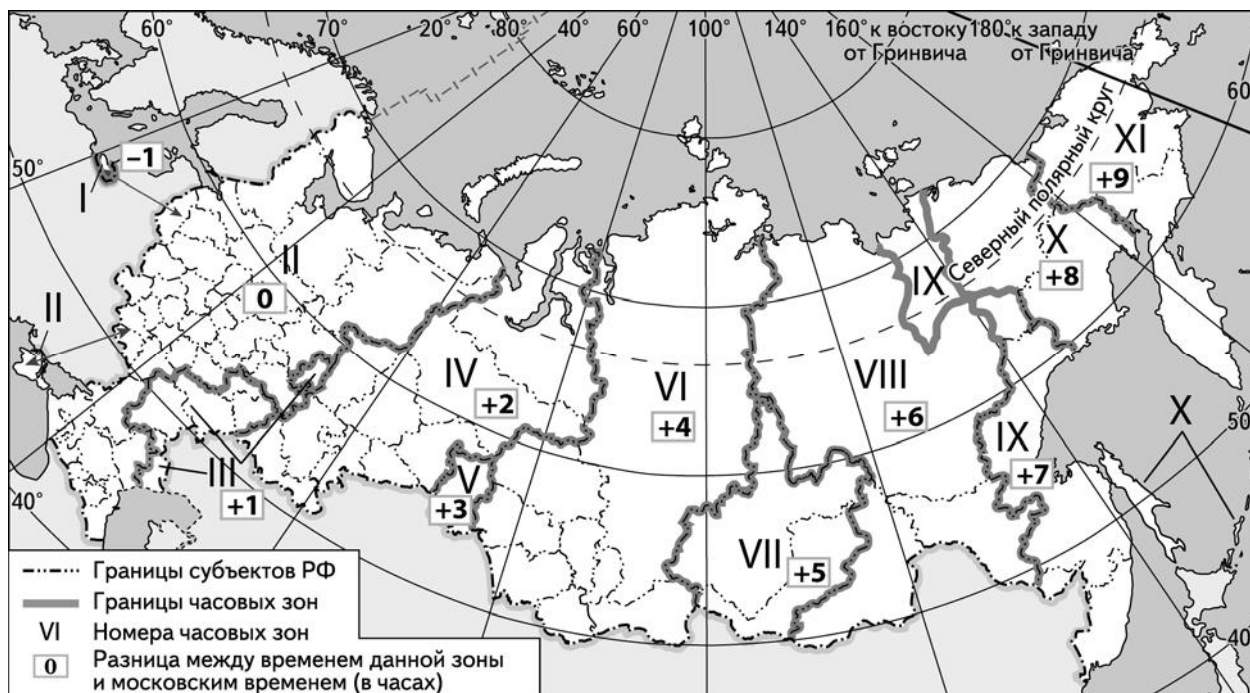 60° 70° 20° 40° 60° 80° 100° 120° 140° 160° к востоку от Гринвича 180° к западу от Гринвича
60°
50°
I
−1
Северный полярный круг
XI
+9
X
+8
IX
II
0
II
IV
+2
VI
+4
VIII
+6
X
50°
IX
+7
III
+1
V
+3
VII
+5
40°
40°
Границы субъектов РФ
Границы часовых зон
VI Номера часовых зон
0 Разница между временем данной зоны
и московским временем (в часах)